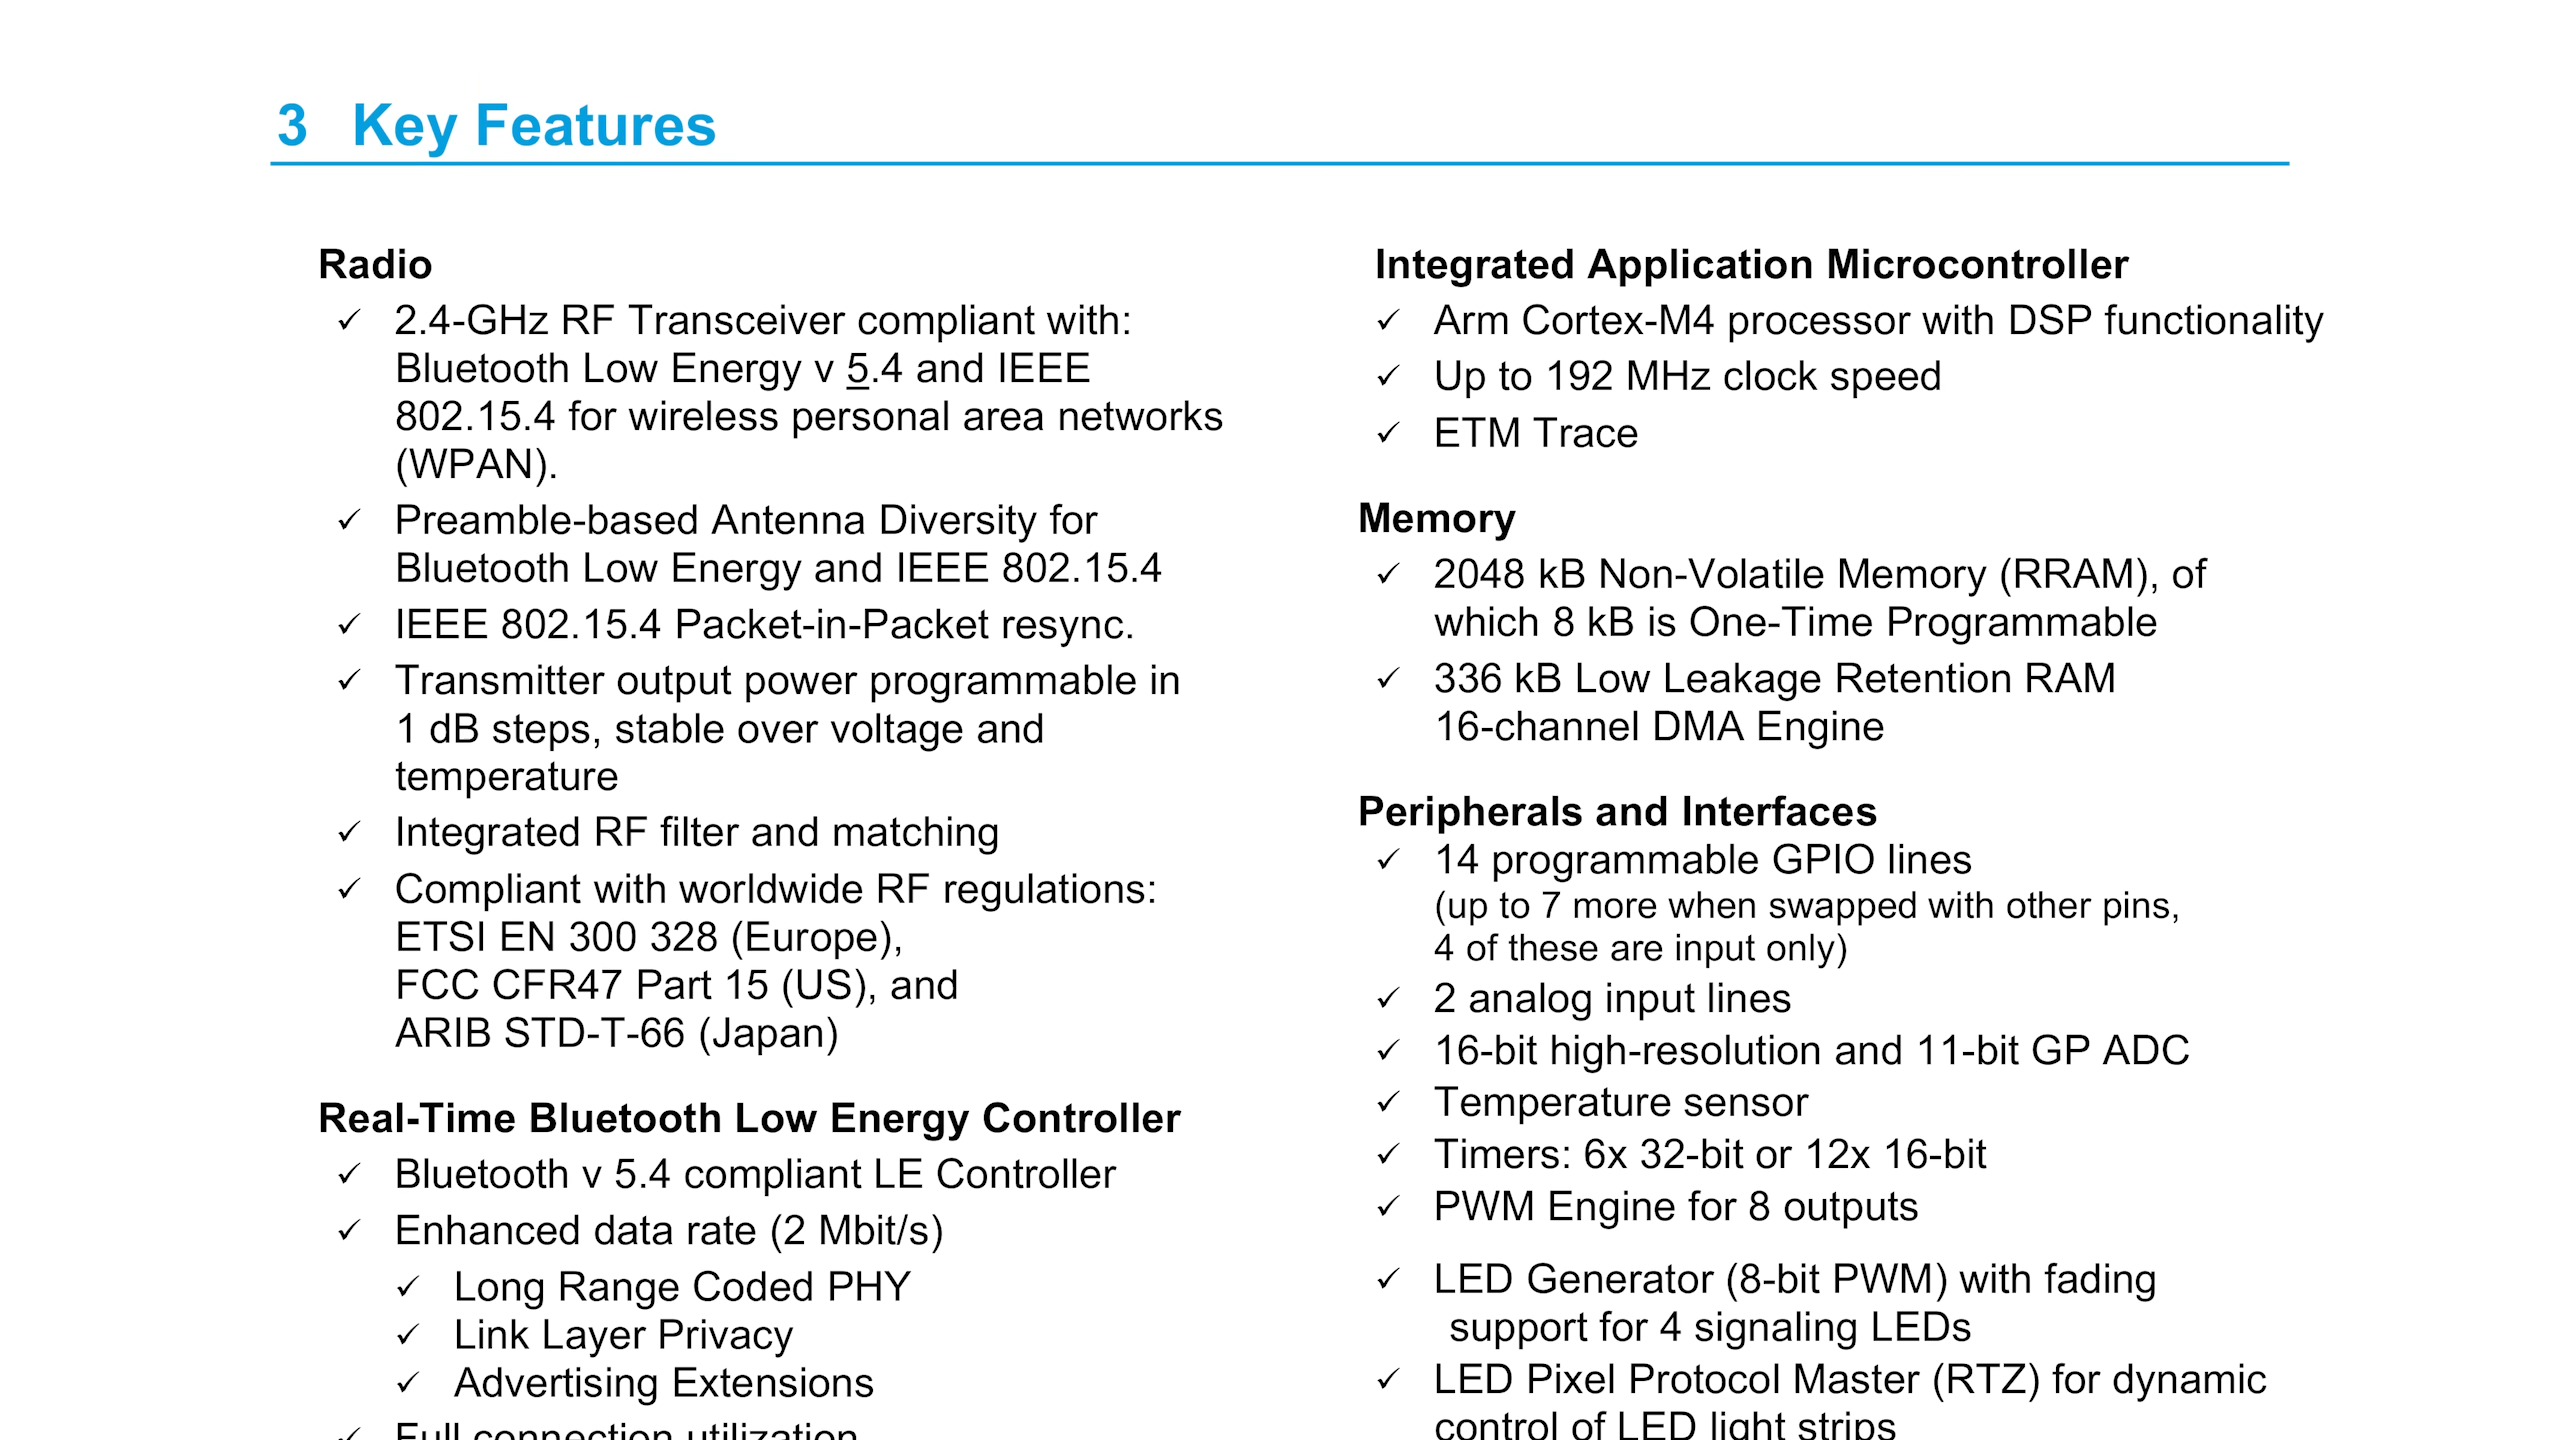 3 Key Features
Radio
✓ 2.4-GHz RF Transceiver compliant with:
Bluetooth Low Energy v 5.4 and IEEE
802.15.4 for wireless personal area networks
(WPAN).
✓ Preamble-based Antenna Diversity for
Bluetooth Low Energy and IEEE 802.15.4
✓ IEEE 802.15.4 Packet-in-Packet resync.
✓ Transmitter output power programmable in
1 dB steps, stable over voltage and
temperature
✓ Integrated RF filter and matching
✓ Compliant with worldwide RF regulations:
ETSI EN 300 328 (Europe),
FCC CFR47 Part 15 (US), and
ARIB STD-T-66 (Japan)
Real-Time Bluetooth Low Energy Controller
✓ Bluetooth v 5.4 compliant LE Controller
✓ Enhanced data rate (2 Mbit/s)
✓ Long Range Coded PHY
✓ Link Layer Privacy
✓ Advertising Extensions
✓ Full connection utilization
Integrated Application Microcontroller
✓ Arm Cortex-M4 processor with DSP functionality
✓ Up to 192 MHz clock speed
✓ ETM Trace
Memory
✓ 2048 kB Non-Volatile Memory (RRAM), of
which 8 kB is One-Time Programmable
✓ 336 kB Low Leakage Retention RAM
16-channel DMA Engine
Peripherals and Interfaces
✓ 14 programmable GPIO lines
(up to 7 more when swapped with other pins,
4 of these are input only)
✓ 2 analog input lines
✓ 16-bit high-resolution and 11-bit GP ADC
✓ Temperature sensor
✓ Timers: 6x 32-bit or 12x 16-bit
✓ PWM Engine for 8 outputs
✓ LED Generator (8-bit PWM) with fading
support for 4 signaling LEDs
✓ LED Pixel Protocol Master (RTZ) for dynamic
control of LED light strips